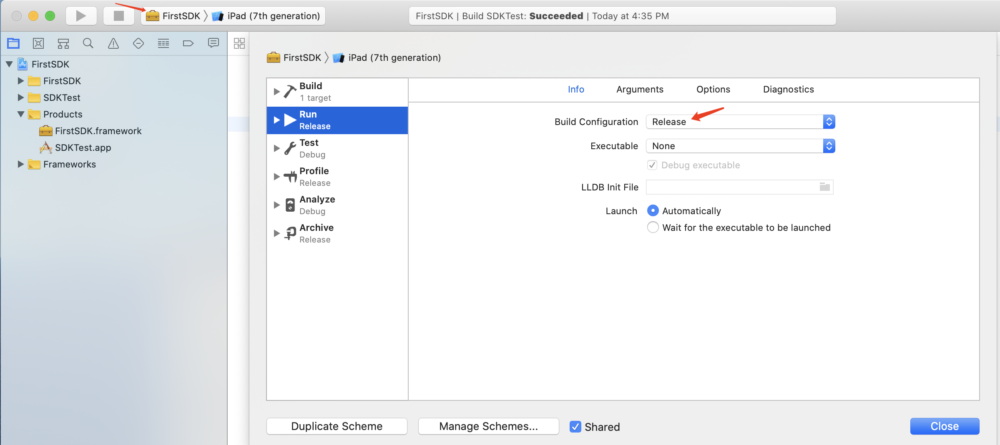 FirstSDK 〉 iPad (7th generation)
FirstSDK | Build SDKTest: Succeeded | Today at 4:35 PM
FirstSDK
FirstSDK
SDKTest
Products
FirstSDK.framework
SDKTest.app
Frameworks
FirstSDK 〉 iPad (7th generation)
Build
1 target
Run
Release
Test
Debug
Profile
Release
Analyze
Debug
Archive
Release
Info Arguments Options Diagnostics
Build Configuration Release
Executable None
Debug executable
LLDB Init File
Launch Automatically
Wait for the executable to be launched
Duplicate Scheme Manage Schemes... Shared Close